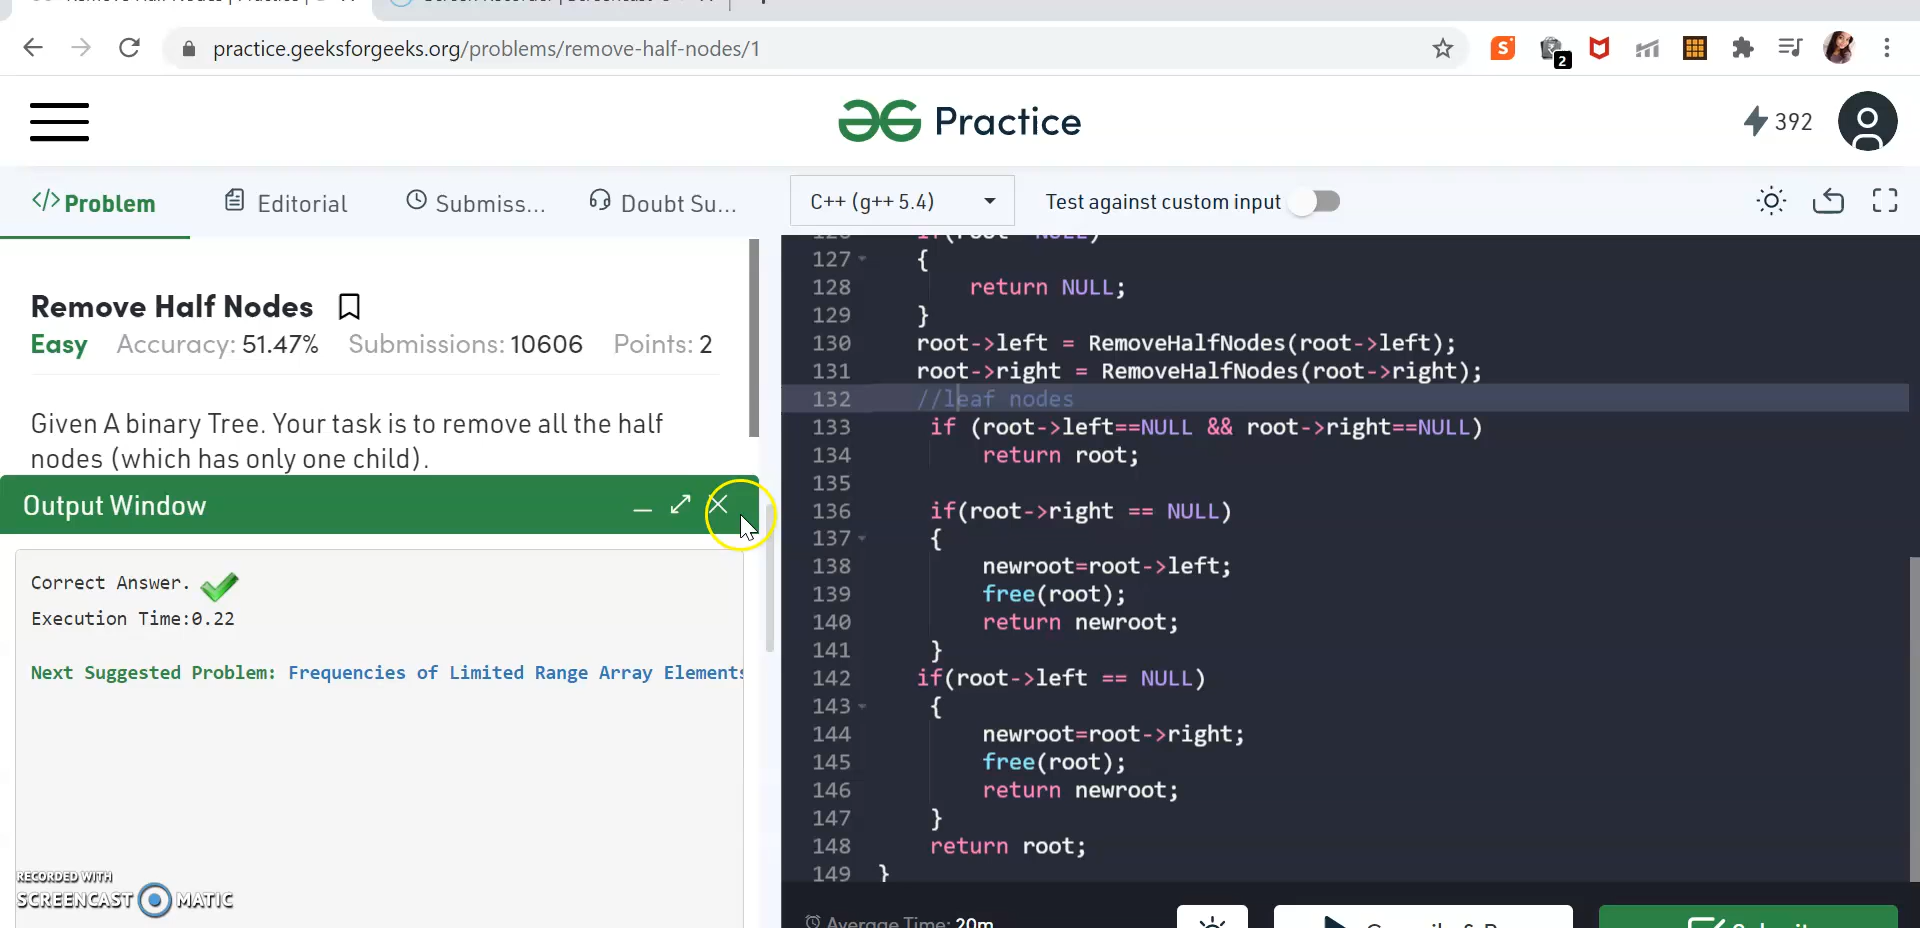 practice.geeksforgeeks.org/problems/remove-half-nodes/1
S
2
Practice
392
</> Problem
Editorial
Submiss...
Doubt Su...
C++ (g++ 5.4)
Test against custom input
Remove Half Nodes
Easy Accuracy: 51.47% Submissions: 10606 Points: 2
Given A binary Tree. Your task is to remove all the half
nodes (which has only one child).
Output Window
Correct Answer.
Execution Time:0.22
Next Suggested Problem: Frequencies of Limited Range Array Elements
RECORDED WITH
SCREENCAST MATIC
127 {
128 return NULL;
129 }
130 root->left = RemoveHalfNodes(root->left);
131 root->right = RemoveHalfNodes(root->right);
132 //leaf nodes
133 if (root->left==NULL && root->right==NULL)
134 return root;
135
136 if(root->right == NULL)
137 {
138 newroot=root->left;
139 free(root);
140 return newroot;
141 }
142 if(root->left == NULL)
143 {
144 newroot=root->right;
145 free(root);
146 return newroot;
147 }
148 return root;
149 }
Average Time: 20m